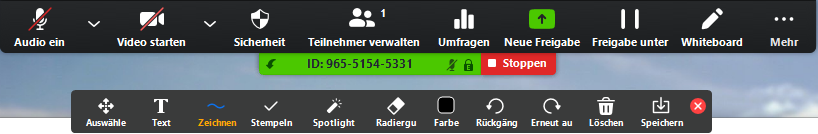 1
Audio ein Video starten Sicherheit Teilnehmer verwalten Umfragen Neue Freigabe Freigabe unter Whiteboard Mehr
ID: 965-5154-5331 Stoppen
Auswähle Text Zeichnen Stempeln Spotlight Radiergu Farbe Rückgäng Erneut au Löschen Speichern